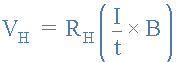 V_H = R_H ( I/t × B )